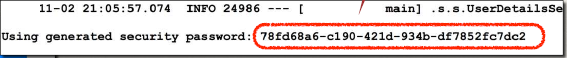 11-02 21:05:57.074  INFO 24986 --- [           main] .s.s.UserDetailsSe
Using generated security password: 78fd68a6-c190-421d-934b-df7852fc7dc2